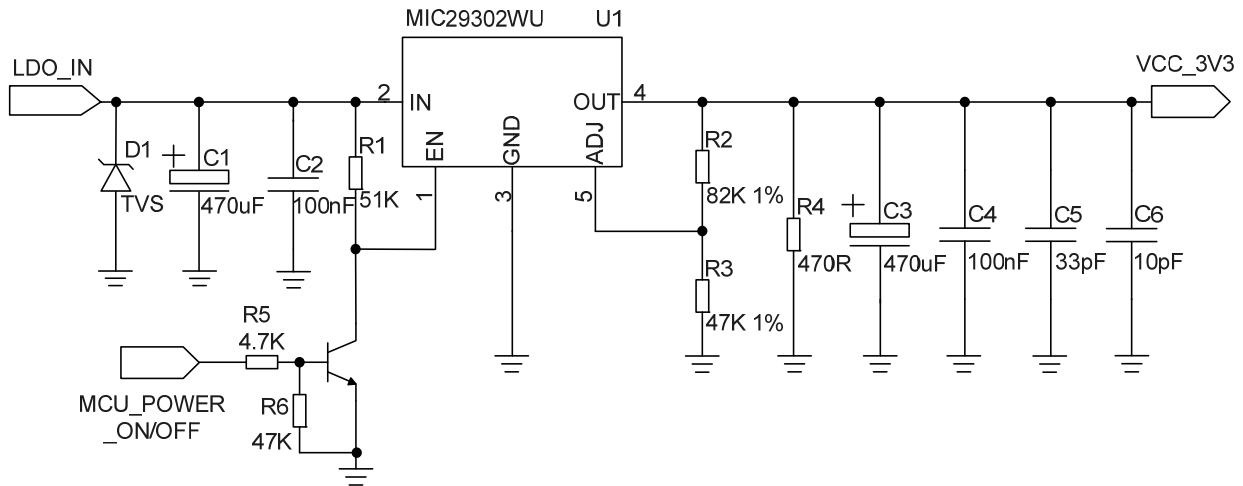 MIC29302WU U1
LDO_IN
VCC_3V3
2 IN
OUT 4
EN
GND
ADJ
1
3
5
D1
TVS
C1
470uF
C2
100nF
R1
51K
R2
82K 1%
R3
47K 1%
R4
470R
C3
470uF
C4
100nF
C5
33pF
C6
10pF
R5
4.7K
MCU_POWER
_ON/OFF
R6
47K